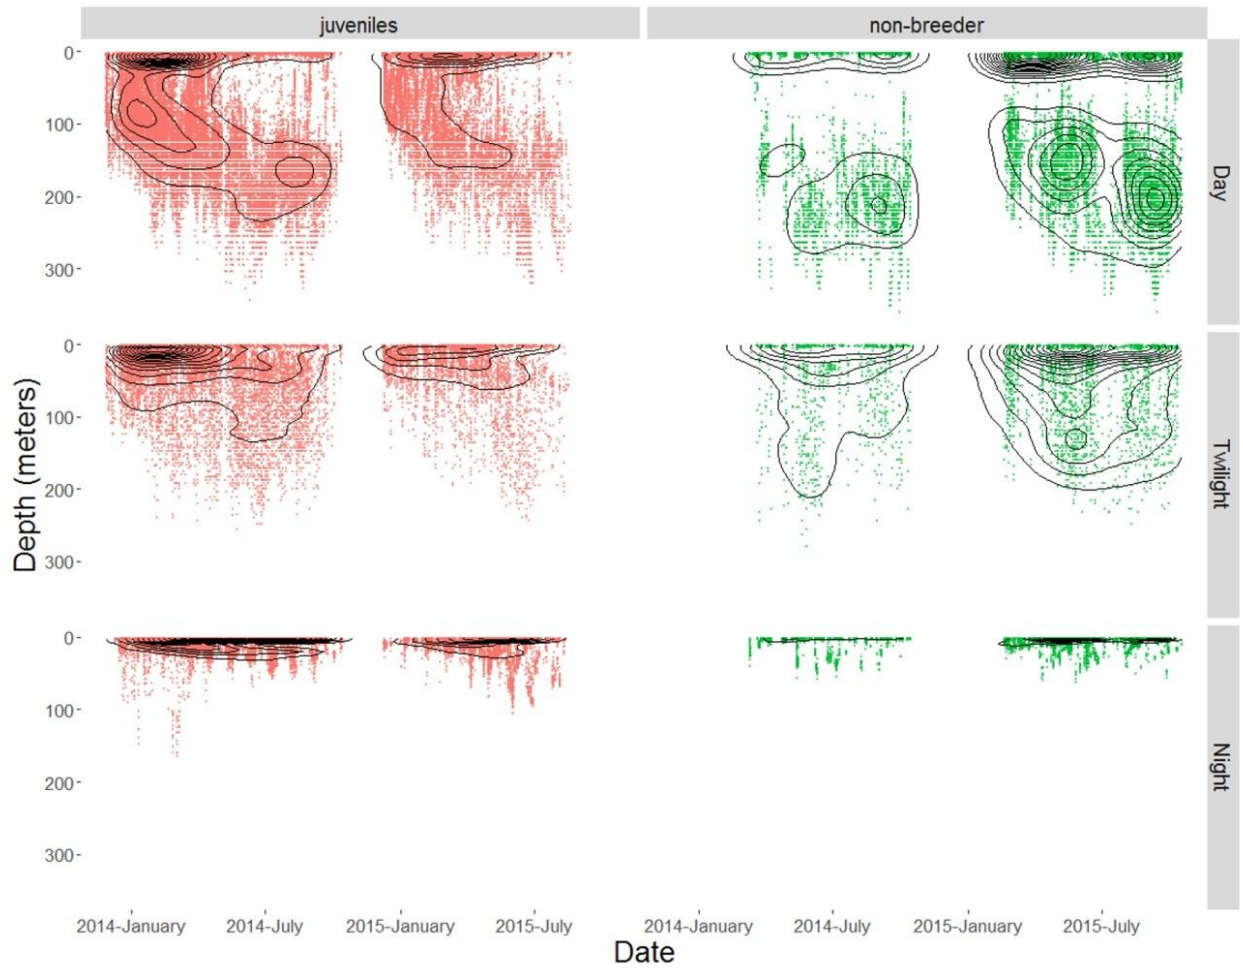 juveniles
non-breeder
0
100
200
300
Day
0
100
200
300
Twilight
0
100
200
300
Night
Depth (meters)
2014-January
2014-July
2015-January
2015-July
2014-January
2014-July
2015-January
2015-July
Date